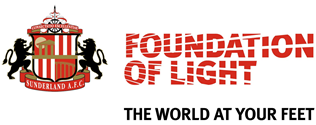 SUNDERLAND A.F.C.
FOUNDATION
OF LIGHT
THE WORLD AT YOUR FEET